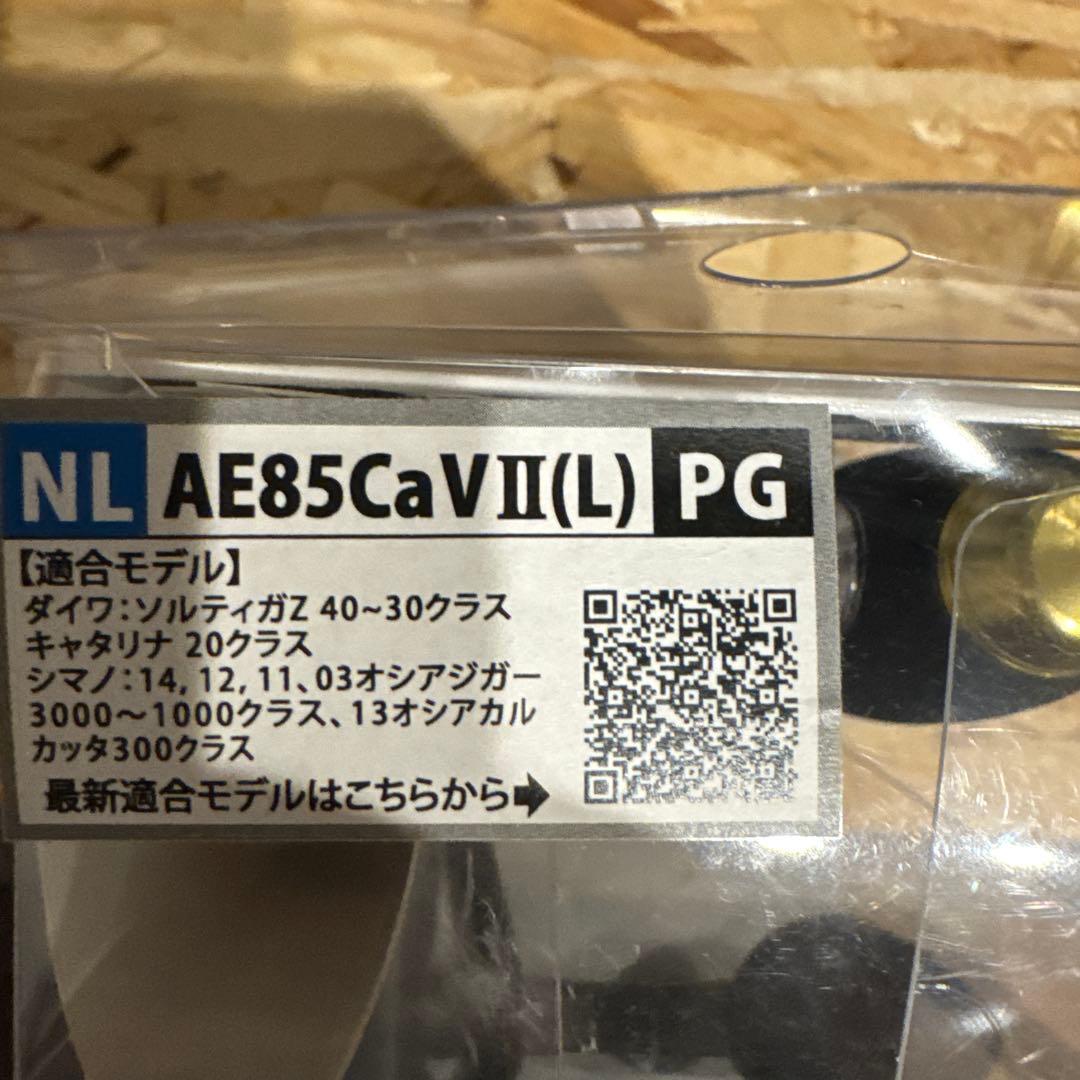 NL AE85CaVⅡ(L) PG
【適合モデル】
ダイワ:ソルティガZ 40~30クラス
キャタリナ 20クラス
シマノ:14, 12, 11、03オシアジガー
3000～1000クラス、13オシアカル
カッタ300クラス
最新適合モデルはこちらから➡